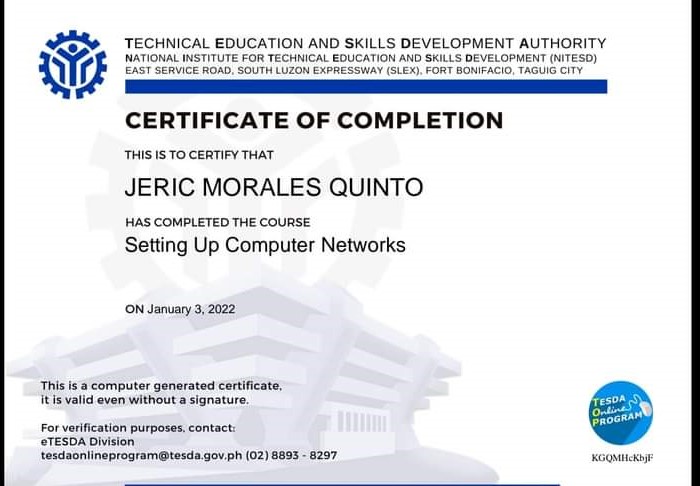 TECHNICAL EDUCATION AND SKILLS DEVELOPMENT AUTHORITY
NATIONAL INSTITUTE FOR TECHNICAL EDUCATION AND SKILLS DEVELOPMENT (NITESD)
EAST SERVICE ROAD, SOUTH LUZON EXPRESSWAY (SLEX), FORT BONIFACIO, TAGUIG CITY
CERTIFICATE OF COMPLETION
THIS IS TO CERTIFY THAT
JERIC MORALES QUINTO
HAS COMPLETED THE COURSE
Setting Up Computer Networks
ON January 3, 2022
This is a computer generated certificate,
it is valid even without a signature.
For verification purposes, contact:
eTESDA Division
tesdaonlineprogram@tesda.gov.ph (02) 8893 - 8297
TESDA
Online
PROGRAM
KGQMHcKbjF